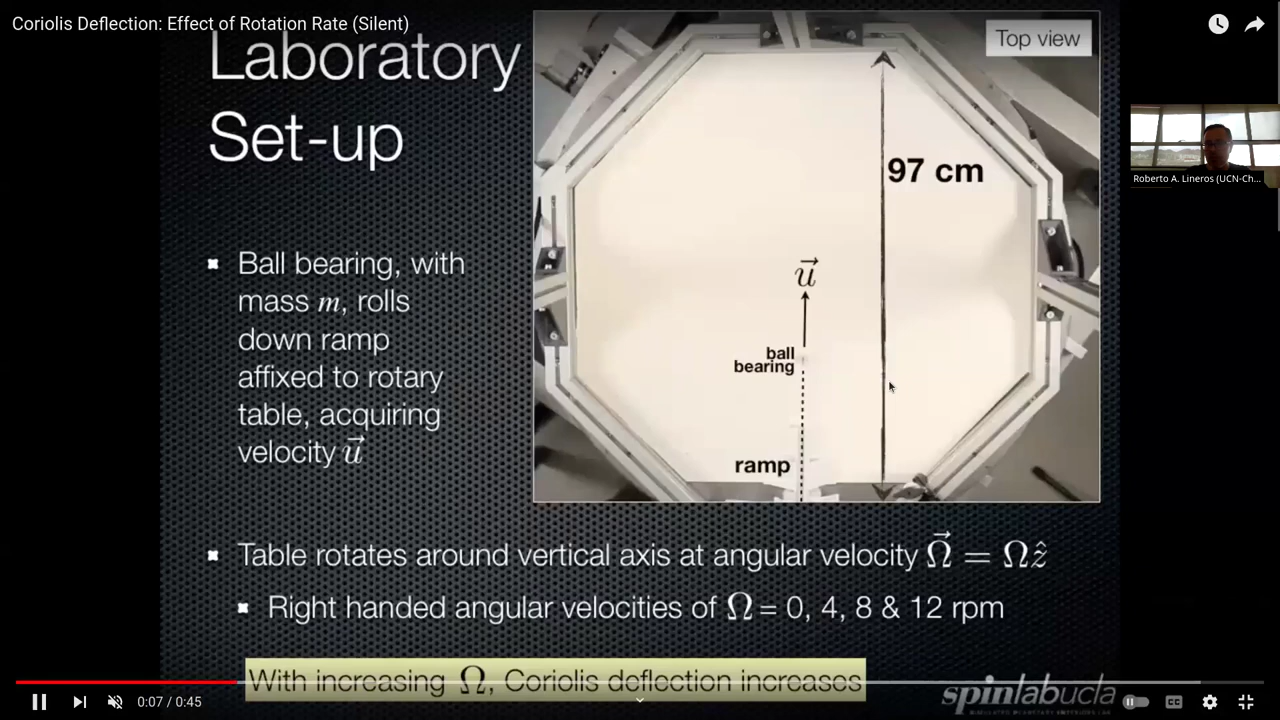 Coriolis Deflection: Effect of Rotation Rate (Silent)
Laboratory
Set-up
Top view
97 cm
Roberto A. Lineros (UCN-Ch...
Ball bearing, with
mass m, rolls
down ramp
affixed to rotary
table, acquiring
velocity u⃗
u⃗
ball
bearing
ramp
Table rotates around vertical axis at angular velocity Ω⃗ = Ωẑ
Right handed angular velocities of Ω = 0, 4, 8 & 12 rpm
With increasing Ω, Coriolis deflection increases
spinlabucla
0:07 / 0:45
CC